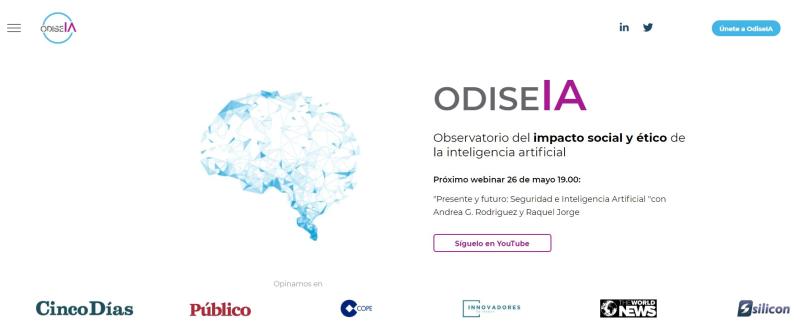 ODISEIA
Únete a OdiseIA
ODISEIA
Observatorio del impacto social y ético de
la inteligencia artificial
Próximo webinar 26 de mayo 19.00:
"Presente y futuro: Seguridad e Inteligencia Artificial "con
Andrea G. Rodriguez y Raquel Jorge
Síguelo en YouTube
Opinamos en
CincoDías
Público
COPE
INNOVADORES
THE WORLD
NEWS
silicon